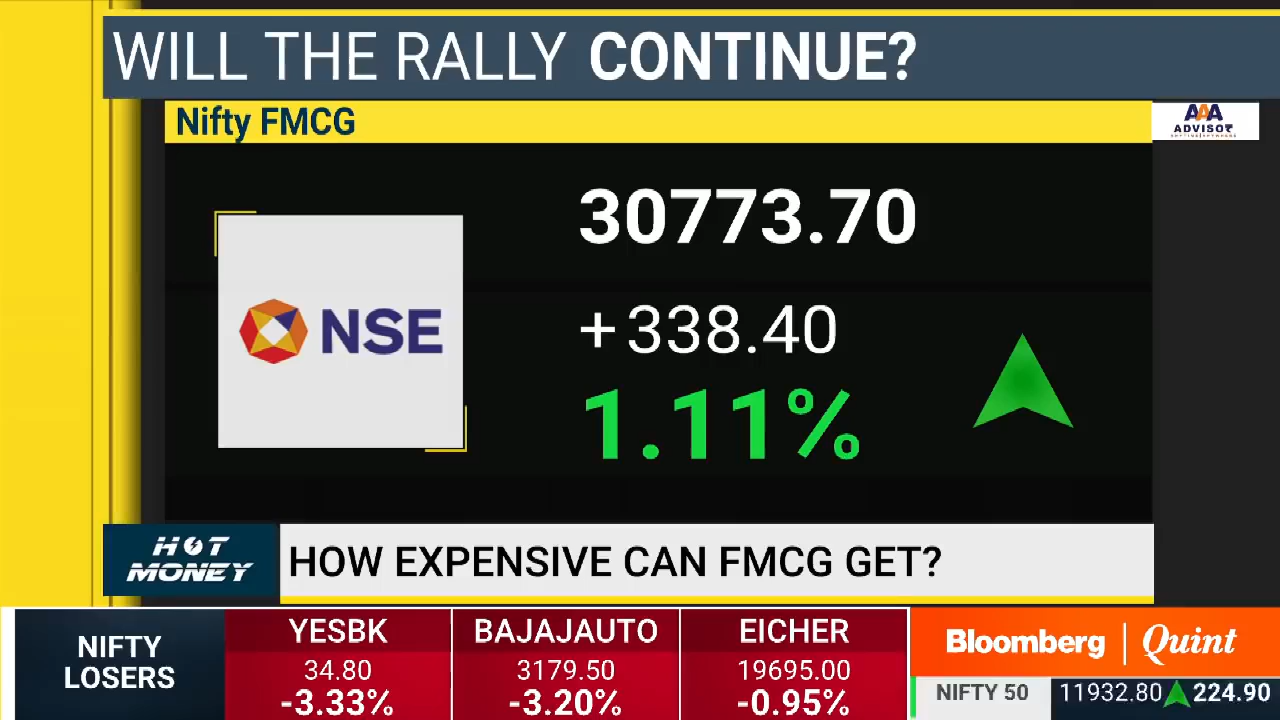 WILL THE RALLY CONTINUE?
Nifty FMCG
AAA
ADVISOR
30773.70
NSE
+338.40
1.11%
HOT
MONEY
HOW EXPENSIVE CAN FMCG GET?
NIFTY
LOSERS
YESBK
34.80
-3.33%
BAJAJAUTO
3179.50
-3.20%
EICHER
19695.00
-0.95%
Bloomberg | Quint
NIFTY 50 11932.80 224.90